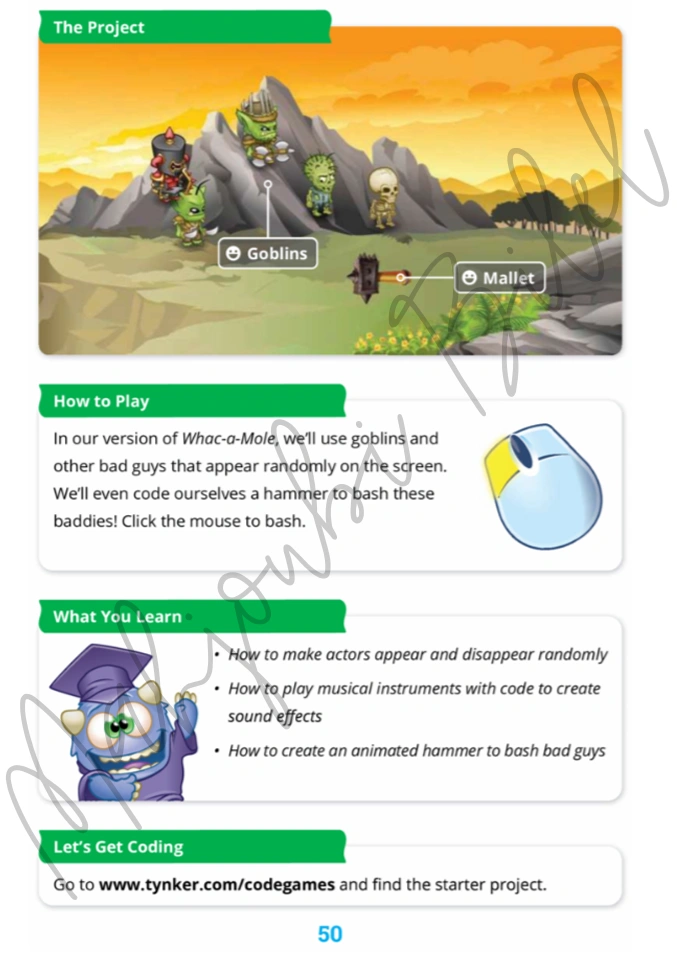 The Project
Goblins
Mallet
How to Play
In our version of Whac-a-Mole, we'll use goblins and
other bad guys that appear randomly on the screen.
We'll even code ourselves a hammer to bash these
baddies! Click the mouse to bash.
What You Learn
• How to make actors appear and disappear randomly
• How to play musical instruments with code to create
sound effects
• How to create an animated hammer to bash bad guys
Let's Get Coding
Go to www.tynker.com/codegames and find the starter project.
50